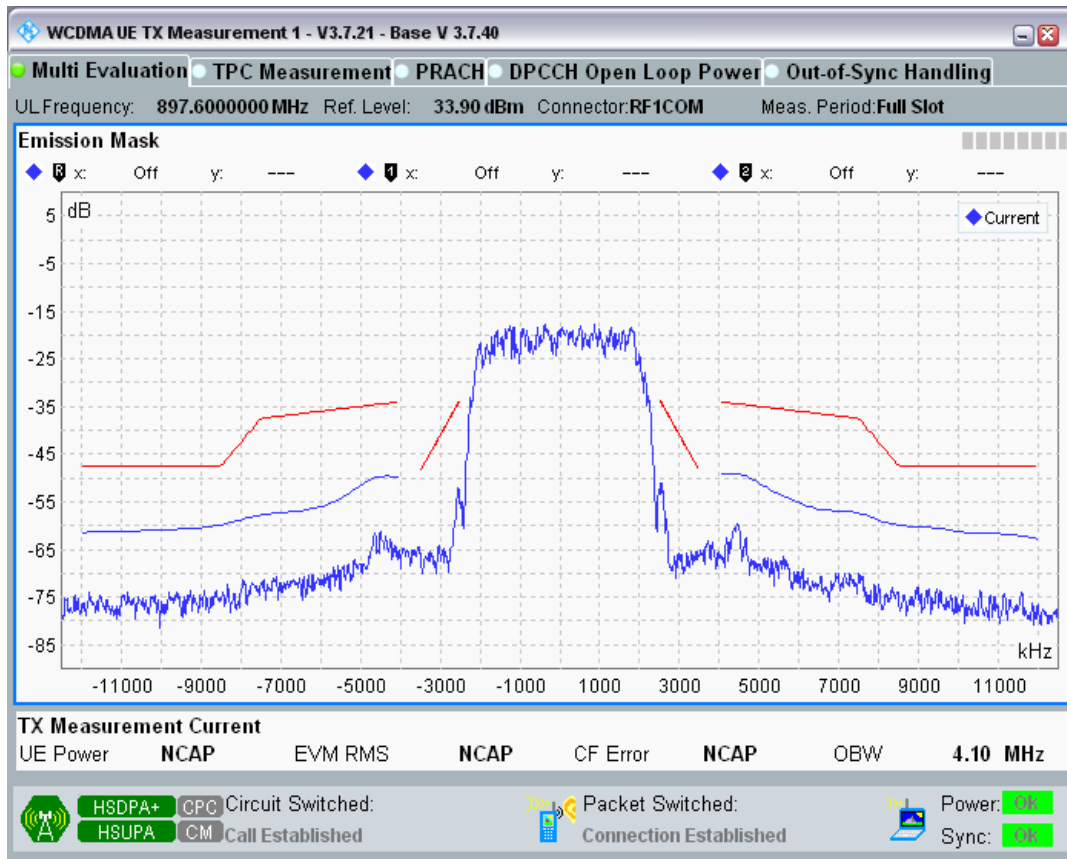 WCDMA UE TX Measurement 1 - V3.7.21 - Base V 3.7.40
Multi Evaluation TPC Measurement PRACH DPCCH Open Loop Power Out-of-Sync Handling
UL Frequency: 897.6000000 MHz Ref. Level: 33.90 dBm Connector:RF1COM Meas. Period:Full Slot
Emission Mask
R x: Off y: --- 1 x: Off y: --- 2 x: Off y: ---
dB
Current
5
-5
-15
-25
-35
-45
-55
-65
-75
-85
kHz
-11000 -9000 -7000 -5000 -3000 -1000 1000 3000 5000 7000 9000 11000
TX Measurement Current
UE Power NCAP EVM RMS NCAP CF Error NCAP OBW 4.10 MHz
HSDPA+ CPC Circuit Switched: Packet Switched: Power: Ok
HSUPA CM Call Established Connection Established Sync: Ok